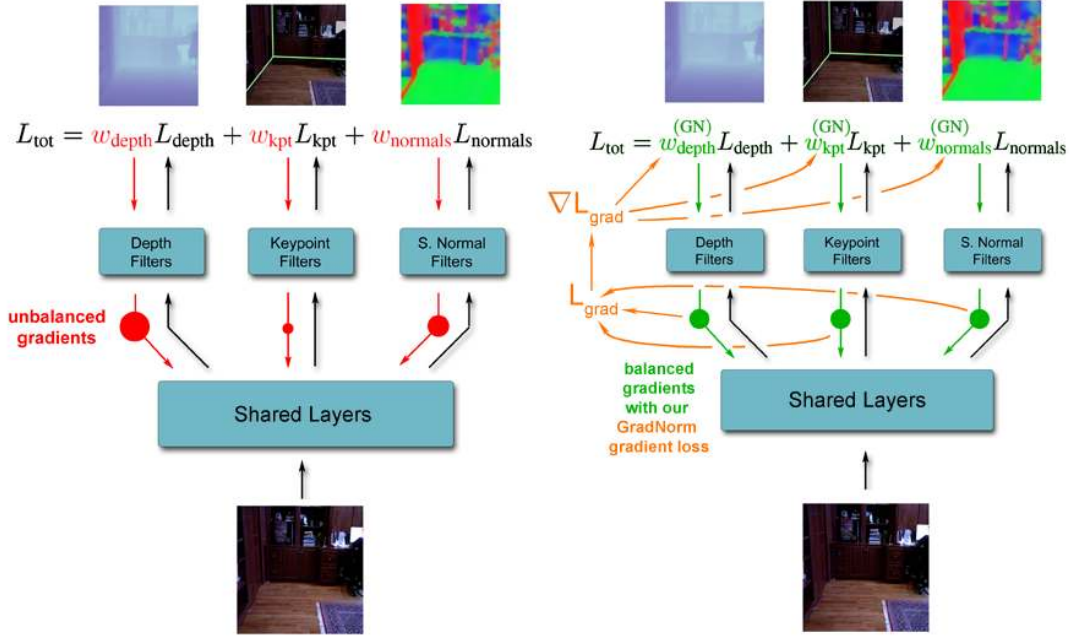 L_tot = w_depth L_depth + w_kpt L_kpt + w_normals L_normals
Depth
Filters
Keypoint
Filters
S. Normal
Filters
unbalanced
gradients
Shared Layers
L_tot = w_depth^(GN) L_depth + w_kpt^(GN) L_kpt + w_normals^(GN) L_normals
∇L_grad
Depth
Filters
Keypoint
Filters
S. Normal
Filters
L_grad
balanced
gradients
with our
GradNorm
gradient loss
Shared Layers